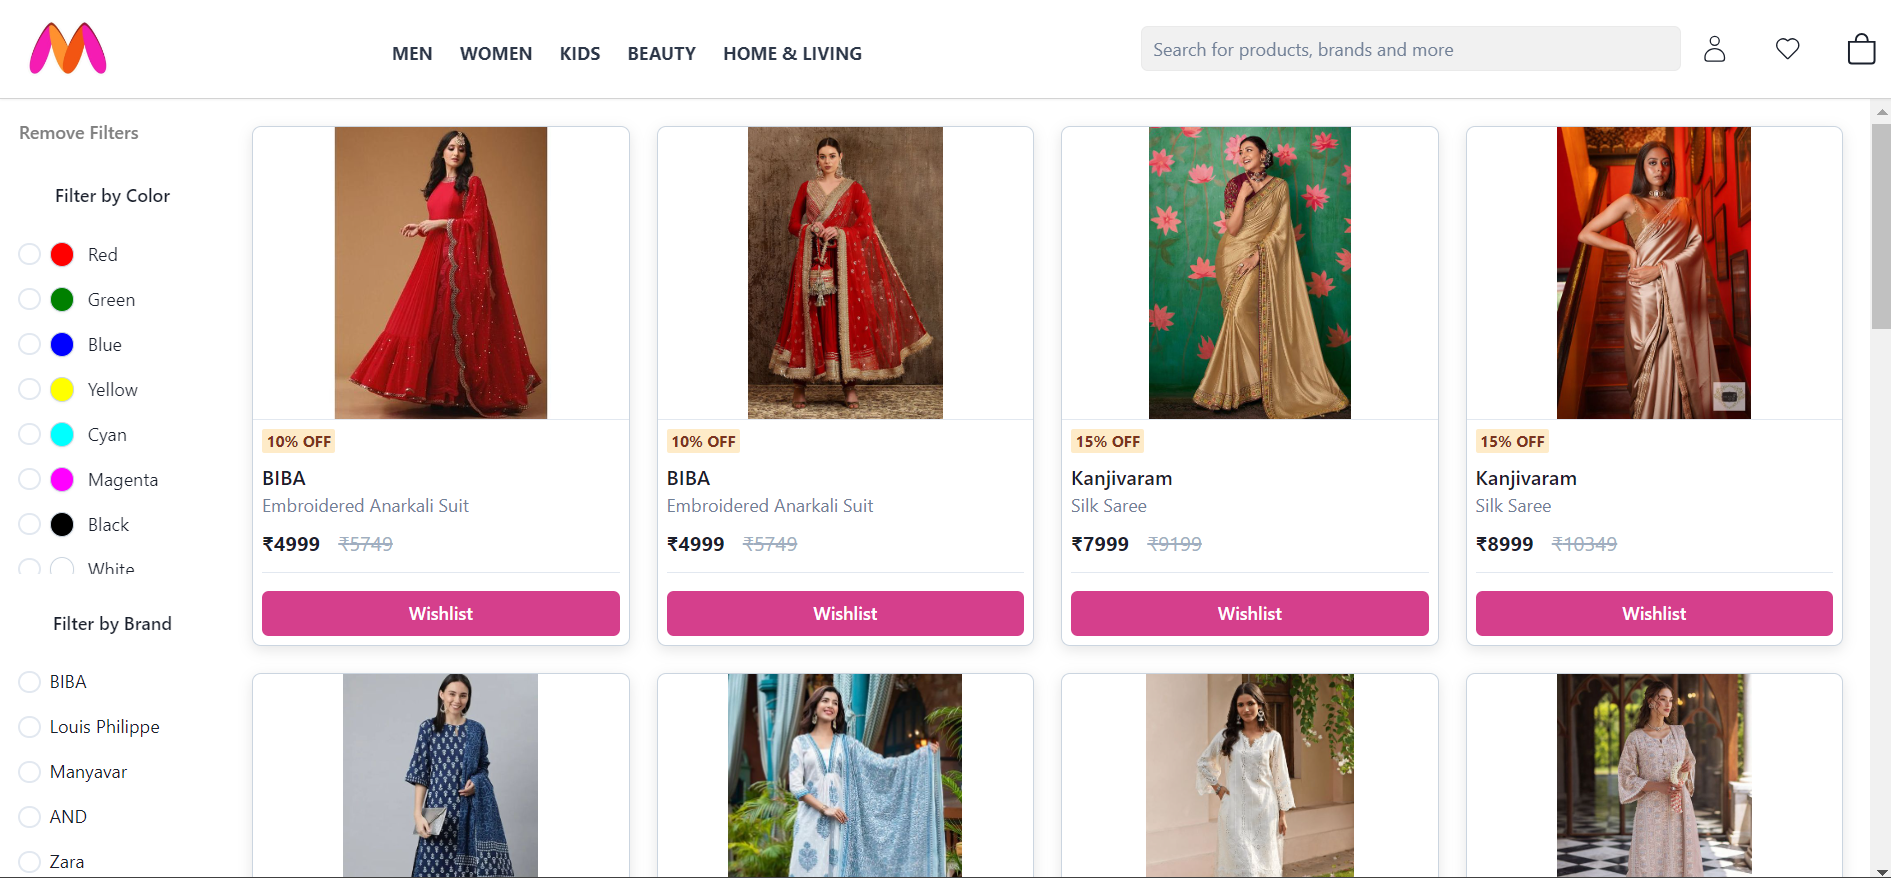 MEN WOMEN KIDS BEAUTY HOME & LIVING
Search for products, brands and more
Remove Filters
Filter by Color
Red
Green
Blue
Yellow
Cyan
Magenta
Black
White
Filter by Brand
BIBA
Louis Philippe
Manyavar
AND
Zara
10% OFF
BIBA
Embroidered Anarkali Suit
₹4999 ₹5749
Wishlist
10% OFF
BIBA
Embroidered Anarkali Suit
₹4999 ₹5749
Wishlist
15% OFF
Kanjivaram
Silk Saree
₹7999 ₹9199
Wishlist
15% OFF
Kanjivaram
Silk Saree
₹8999 ₹10349
Wishlist